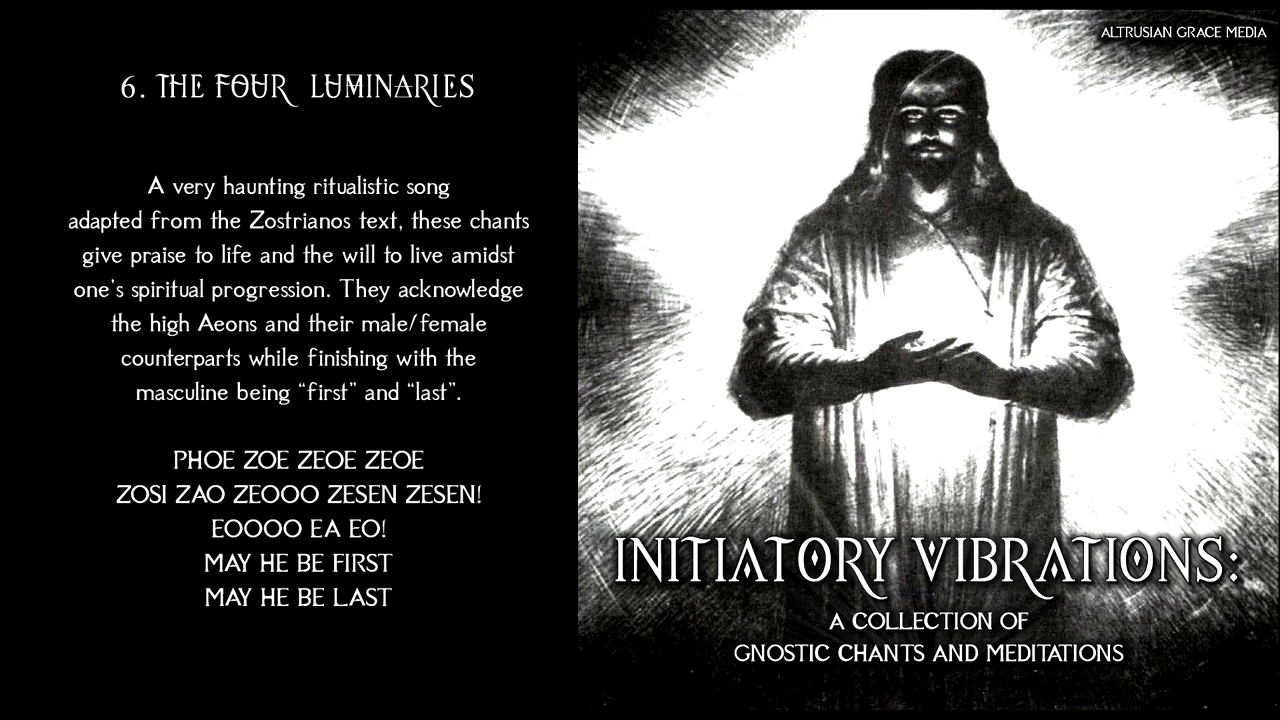 6. THE FOUR LUMINARIES
A very haunting ritualistic song
adapted from the Zostrianos text, these chants
give praise to life and the will to live amidst
one's spiritual progression. They acknowledge
the high Aeons and their male/female
counterparts while finishing with the
masculine being “first” and “last”.
PHOE ZOE ZEOE ZEOE
ZOSI ZAO ZEOOO ZESEN ZESEN!
EOOOO EA EO!
MAY HE BE FIRST
MAY HE BE LAST
ALTRUSIAN GRACE MEDIA
INITIATORY VIBRATIONS:
A COLLECTION OF
GNOSTIC CHANTS AND MEDITATIONS